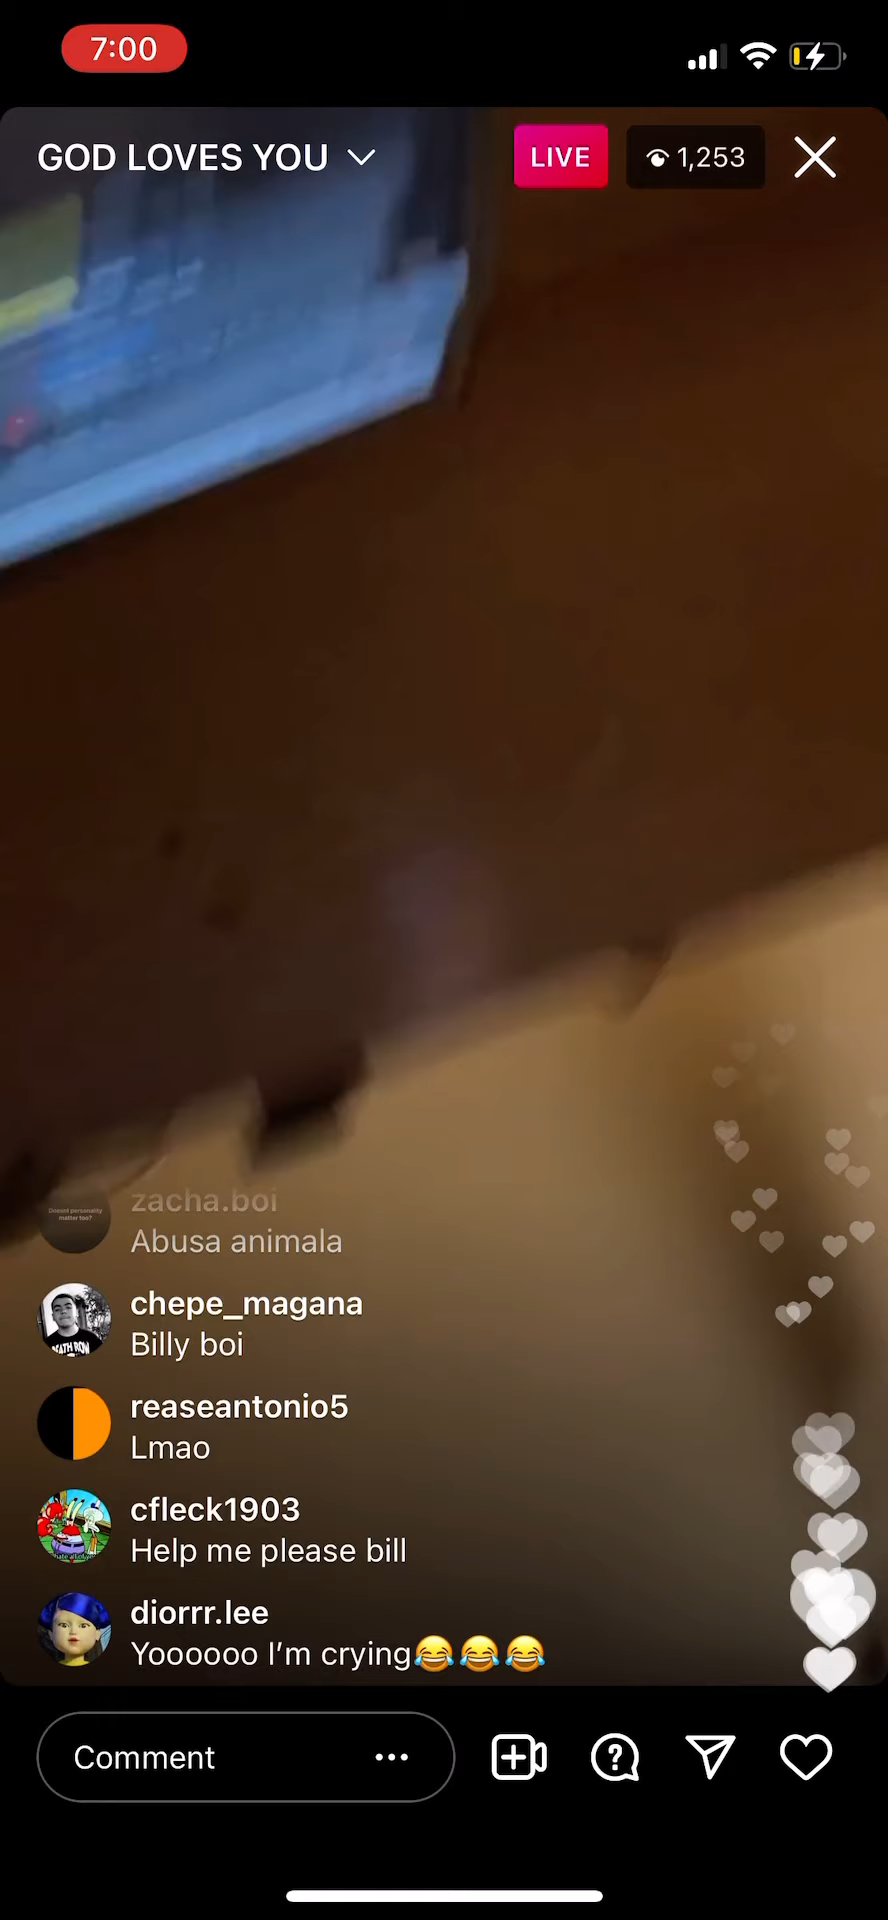 7:00
GOD LOVES YOU
LIVE
1,253
zacha.boi
Abusa animala
chepe_magana
Billy boi
reaseantonio5
Lmao
cfleck1903
Help me please bill
diorrr.lee
Yoooooo I’m crying😂😂😂
Comment